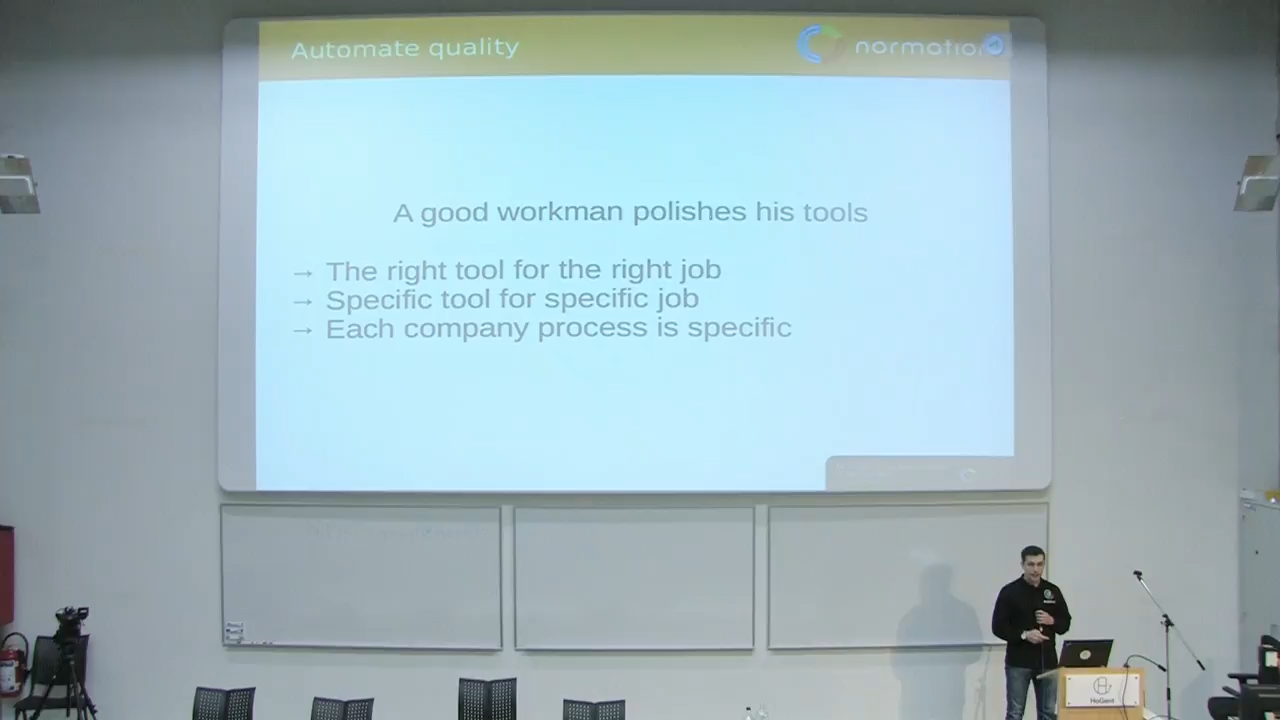 Automate quality
normation
A good workman polishes his tools
→ The right tool for the right job
→ Specific tool for specific job
→ Each company process is specific
HoGent